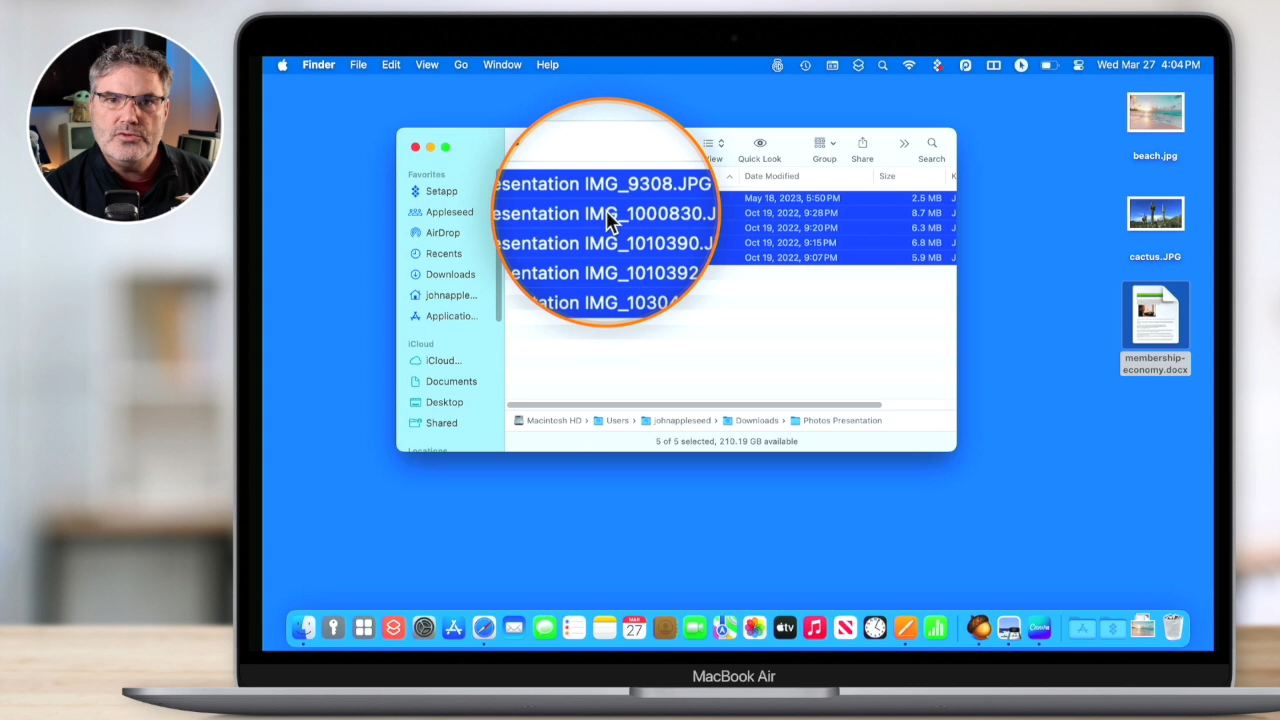 Finder File Edit View Go Window Help Wed Mar 27 4:04 PM
beach.jpg
cactus.JPG
membership-
economy.docx
Quick Look Group Share Search
Favorites
Setapp
Appleseed
AirDrop
Recents
Downloads
johnapple...
Applicatio...
iCloud
iCloud...
Documents
Desktop
Shared
Date Modified Size
esentation IMG_9308.JPG May 18, 2023, 5:50 PM 2.5 MB J
esentation IMG_1000830.J Oct 19, 2022, 9:28 PM 8.7 MB J
esentation IMG_1010390.J Oct 19, 2022, 9:20 PM 6.3 MB J
entation IMG_1010392 Oct 19, 2022, 9:15 PM 6.8 MB J
tation IMG_1030 Oct 19, 2022, 9:07 PM 5.9 MB J
Macintosh HD › Users › johnappleseed › Downloads › Photos Presentation
5 of 5 selected, 210.19 GB available
MAR
27
tv
Canva
MacBook Air